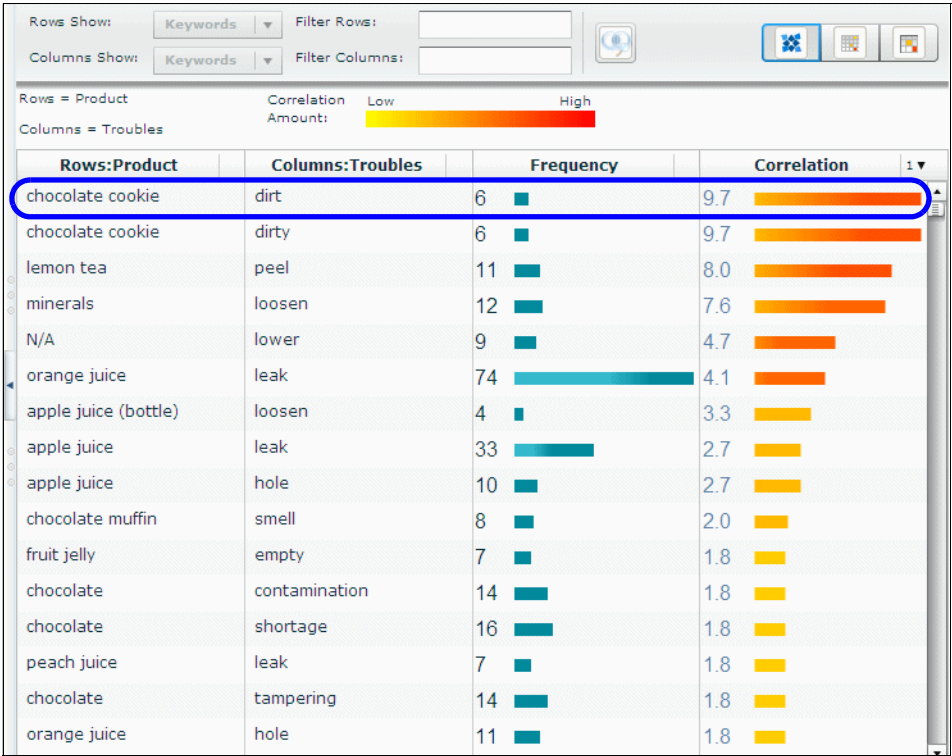 Rows Show: Keywords Filter Rows:
Columns Show: Keywords Filter Columns:
Rows = Product Correlation Low High
Amount:
Columns = Troubles
Rows:Product Columns:Troubles Frequency Correlation 1
chocolate cookie dirt 6 9.7
chocolate cookie dirty 6 9.7
lemon tea peel 11 8.0
minerals loosen 12 7.6
N/A lower 9 4.7
orange juice leak 74 4.1
apple juice (bottle) loosen 4 3.3
apple juice leak 33 2.7
apple juice hole 10 2.7
chocolate muffin smell 8 2.0
fruit jelly empty 7 1.8
chocolate contamination 14 1.8
chocolate shortage 16 1.8
peach juice leak 7 1.8
chocolate tampering 14 1.8
orange juice hole 11 1.8